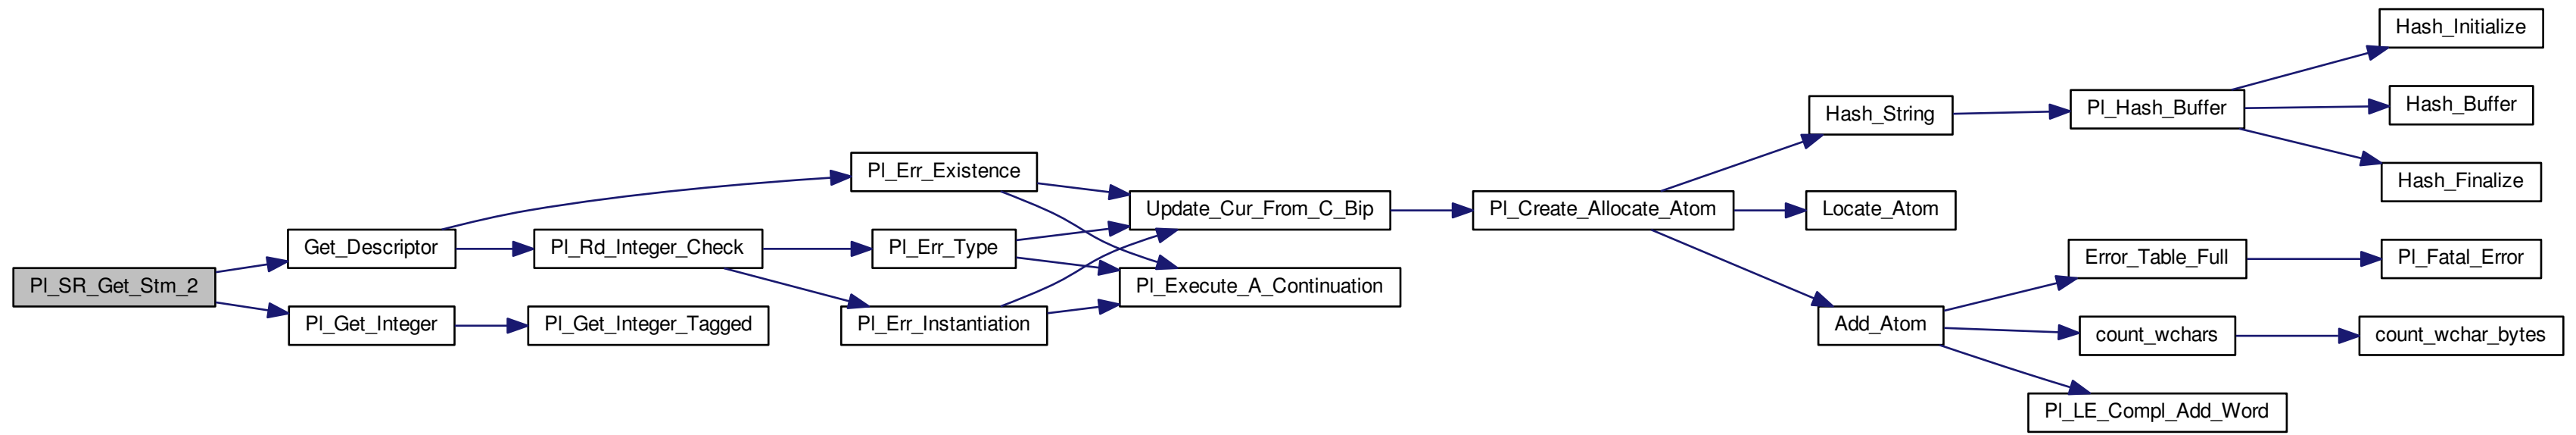 Pl_SR_Get_Stm_2
Get_Descriptor
Pl_Get_Integer
Pl_Rd_Integer_Check
Pl_Get_Integer_Tagged
Pl_Err_Existence
Pl_Err_Type
Pl_Err_Instantiation
Update_Cur_From_C_Bip
Pl_Execute_A_Continuation
Pl_Create_Allocate_Atom
Hash_String
Locate_Atom
Add_Atom
Pl_Hash_Buffer
Error_Table_Full
count_wchars
Pl_LE_Compl_Add_Word
Hash_Initialize
Hash_Buffer
Hash_Finalize
Pl_Fatal_Error
count_wchar_bytes